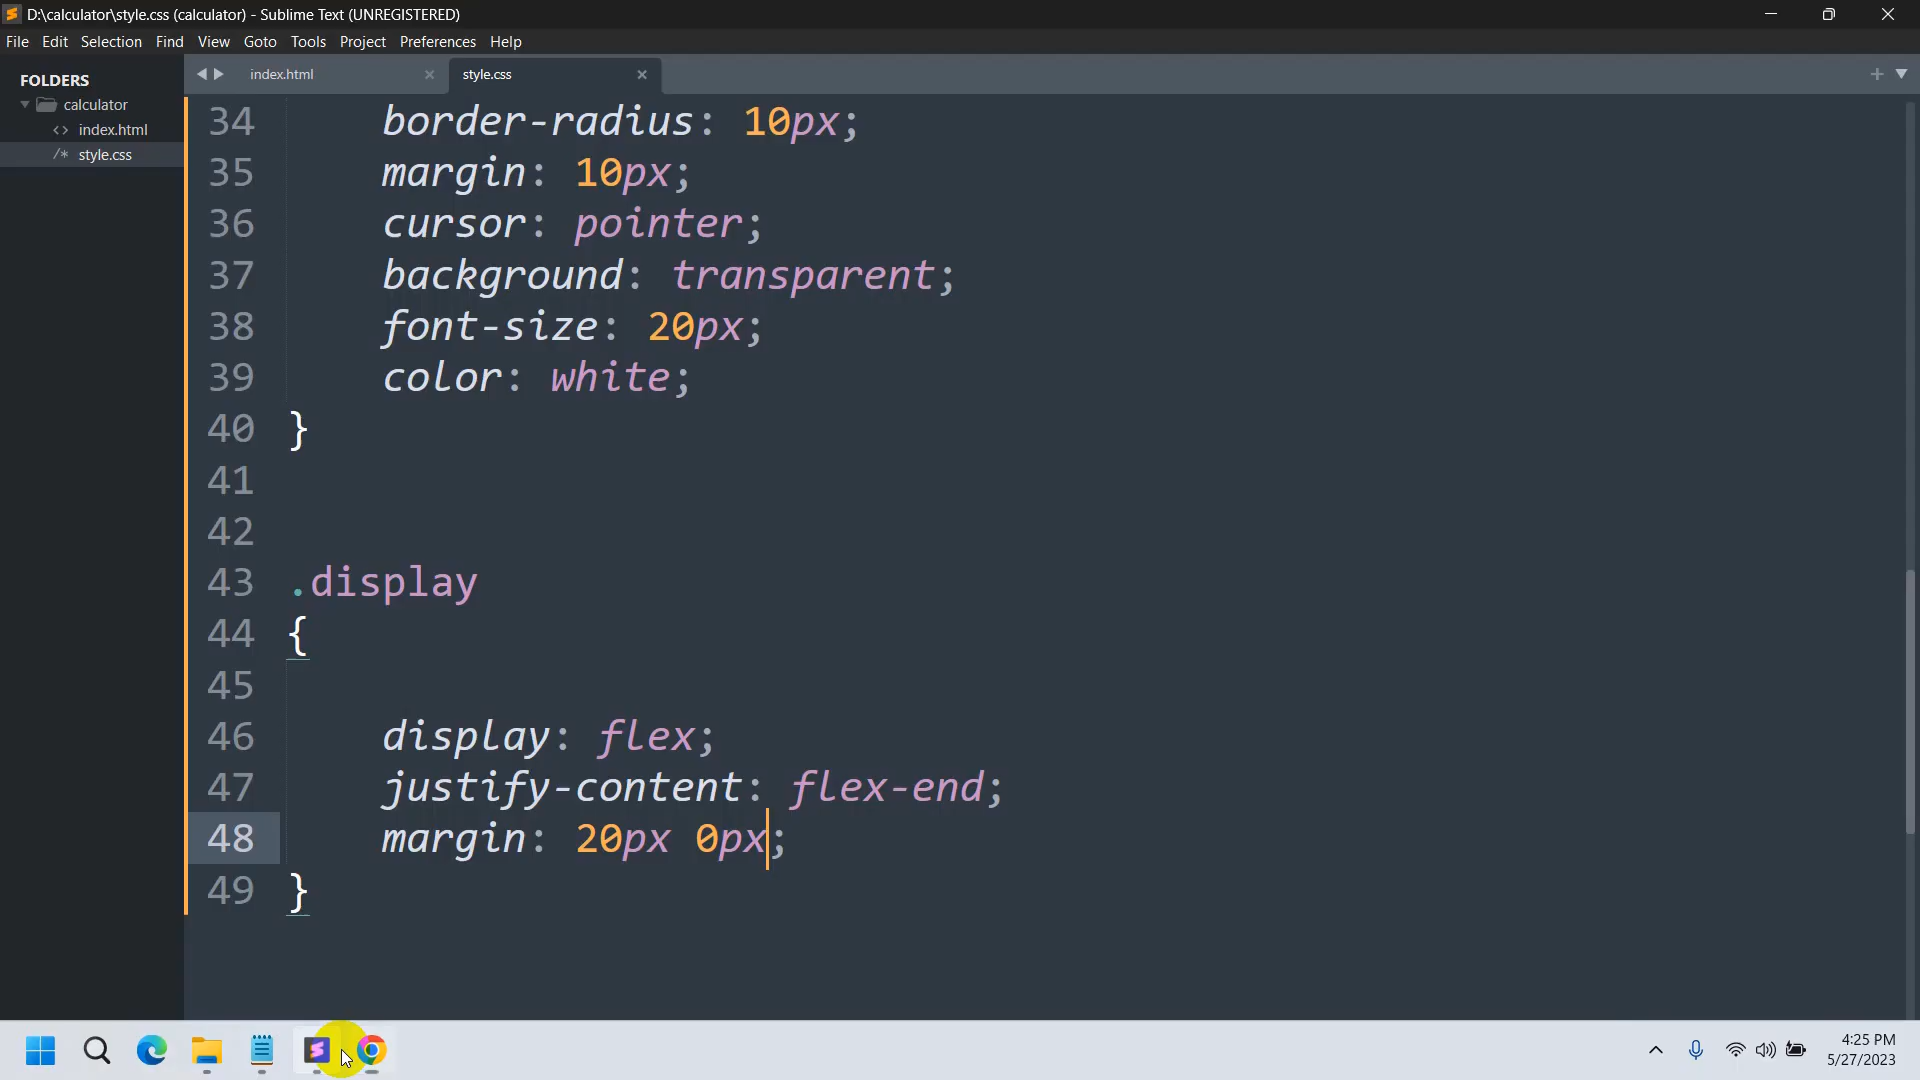 D:\calculator\style.css (calculator) - Sublime Text (UNREGISTERED)
File Edit Selection Find View Goto Tools Project Preferences Help
FOLDERS
calculator
<> index.html
/* style.css
index.html
style.css
34 border-radius: 10px;
35 margin: 10px;
36 cursor: pointer;
37 background: transparent;
38 font-size: 20px;
39 color: white;
40 }
41
42
43 .display
44 {
45
46 display: flex;
47 justify-content: flex-end;
48 margin: 20px 0px;
49 }
4:25 PM
5/27/2023